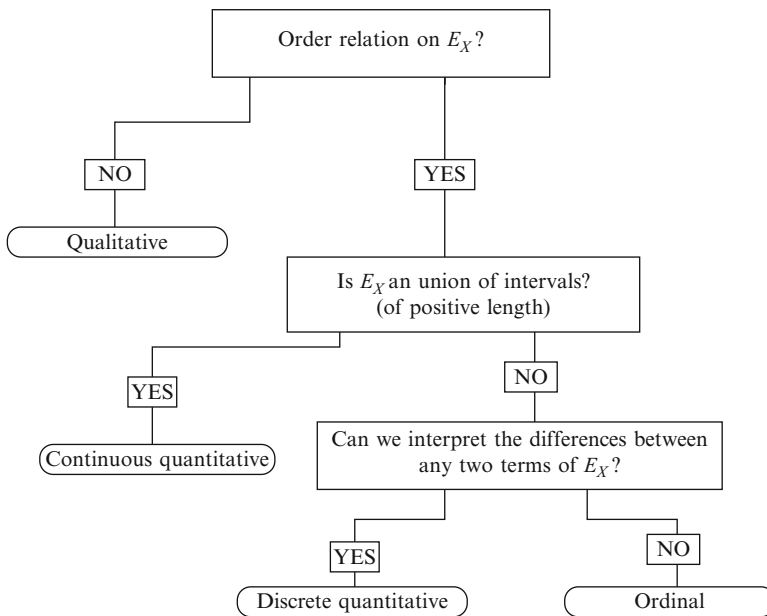 Order relation on E_X?
NO
YES
Qualitative
Is E_X an union of intervals?
(of positive length)
YES
NO
Continuous quantitative
Can we interpret the differences between
any two terms of E_X?
YES
NO
Discrete quantitative
Ordinal